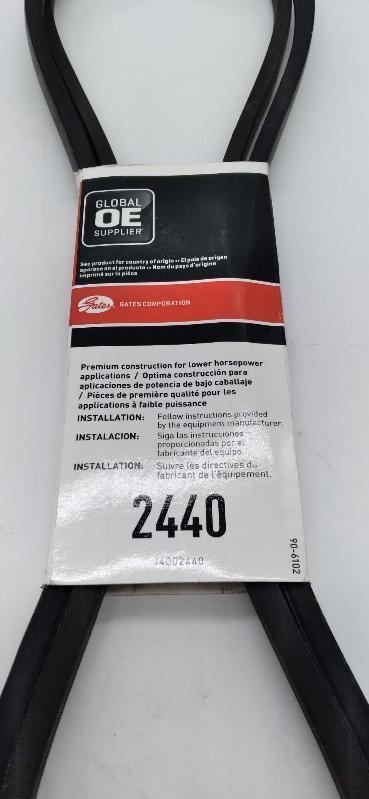 GLOBAL
OE
SUPPLIER
See product for country of origin • El país de origen
aparece en el producto • Nom du pays d'origine
imprimé sur la pièce
Gates
GATES CORPORATION
Premium construction for lower horsepower
applications / Optima construcción para
aplicaciones de potencia de bajo caballaje
/ Pièces de première qualité pour les
applications à faible puissance
INSTALLATION: Follow instructions provided
by the equipment manufacturer.
INSTALACION: Siga las instrucciones
proporcionadas por el
fabricante del equipo.
INSTALLATION: Suivre les directives du
fabricant de l'équipement.
2440
14002440
90-6102